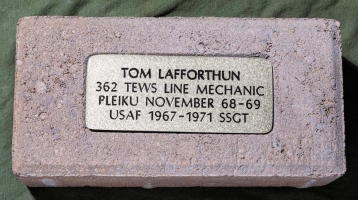 TOM LAFFORTHUN
362 TEWS LINE MECHANIC
PLEIKU NOVEMBER 68-69
USAF 1967-1971 SSGT